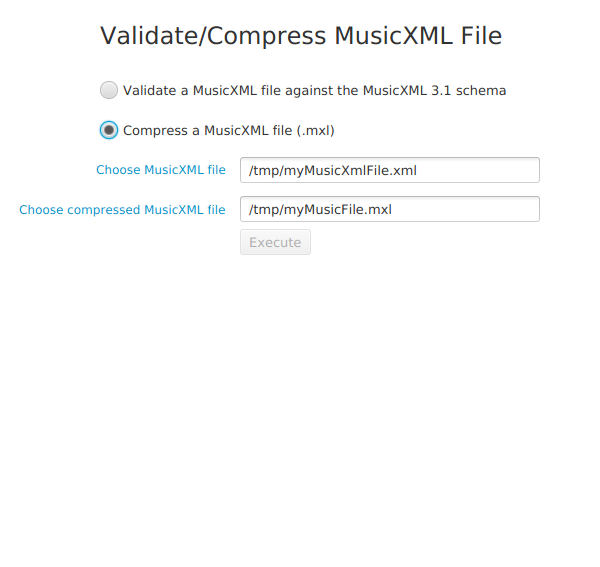 Validate/Compress MusicXML File
Validate a MusicXML file against the MusicXML 3.1 schema
Compress a MusicXML file (.mxl)
Choose MusicXML file /tmp/myMusicXmlFile.xml
Choose compressed MusicXML file /tmp/myMusicFile.mxl
Execute